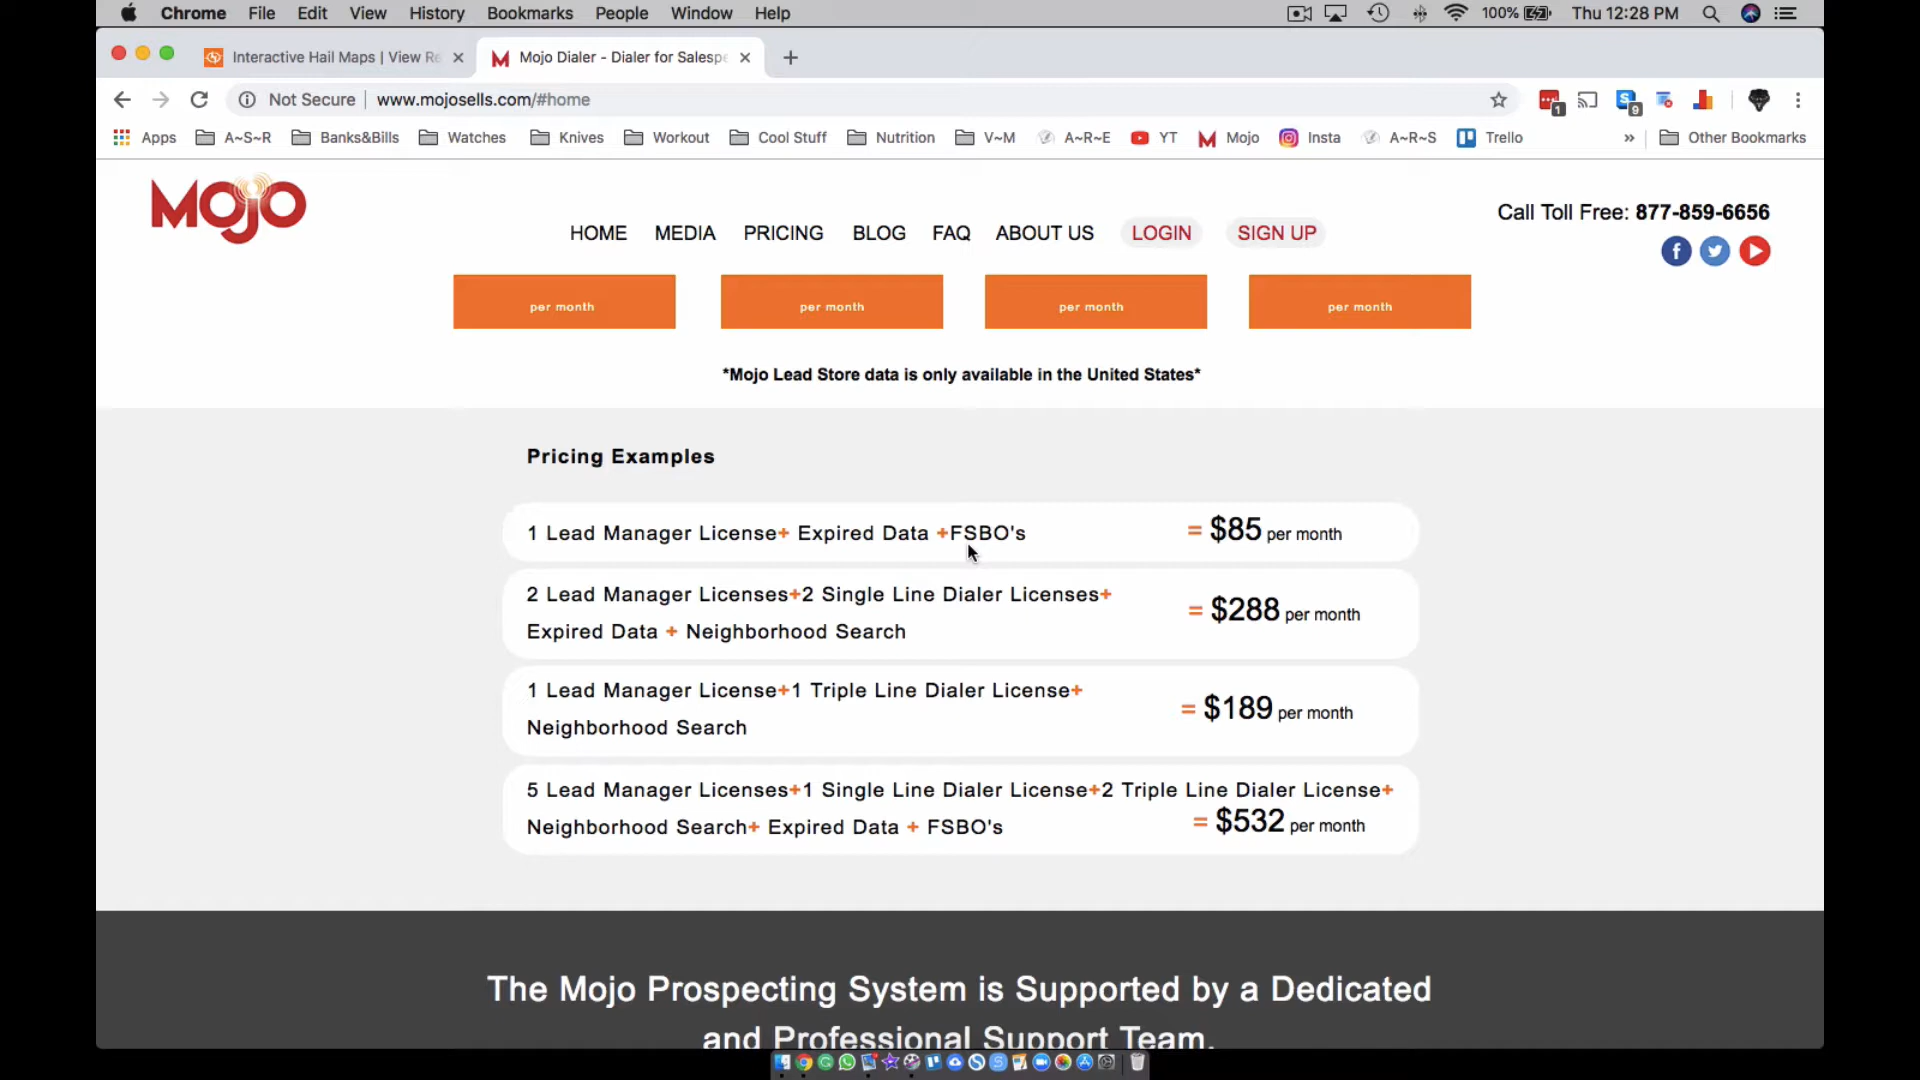 Chrome File Edit View History Bookmarks People Window Help 100% Thu 12:28 PM
Interactive Hail Maps | View Re Mojo Dialer - Dialer for Salespe
Not Secure www.mojosells.com/#home
Apps A~S~R Banks&Bills Watches Knives Workout Cool Stuff Nutrition V~M A~R~E YT Mojo Insta A~R~S Trello » Other Bookmarks
MOJO
HOME MEDIA PRICING BLOG FAQ ABOUT US LOGIN SIGN UP
Call Toll Free: 877-859-6656
per month per month per month per month
*Mojo Lead Store data is only available in the United States*
Pricing Examples
1 Lead Manager License+ Expired Data +FSBO's = $85 per month
2 Lead Manager Licenses+2 Single Line Dialer Licenses+
Expired Data + Neighborhood Search = $288 per month
1 Lead Manager License+1 Triple Line Dialer License+
Neighborhood Search = $189 per month
5 Lead Manager Licenses+1 Single Line Dialer License+2 Triple Line Dialer License+
Neighborhood Search+ Expired Data + FSBO's = $532 per month
The Mojo Prospecting System is Supported by a Dedicated
and Professional Support Team.